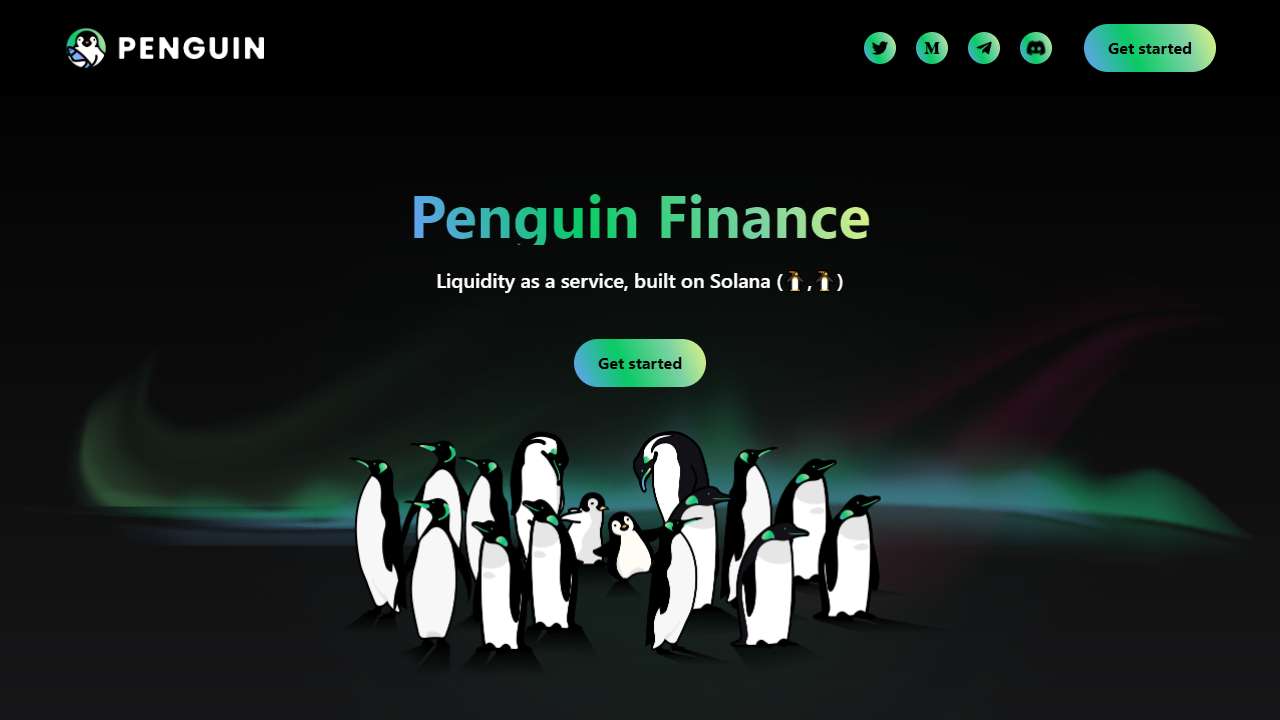 PENGUIN
M
Get started
Penguin Finance
Liquidity as a service, built on Solana (🐧,🐧)
Get started